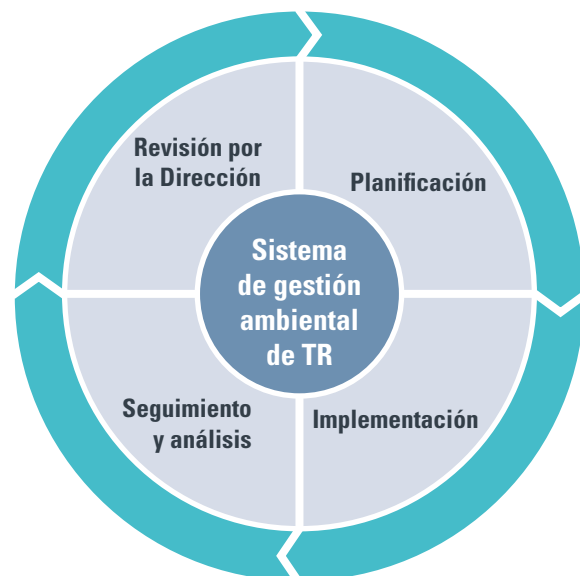 Revisión por
la Dirección
Planificación
Sistema
de gestión
ambiental
de TR
Seguimiento
y análisis
Implementación